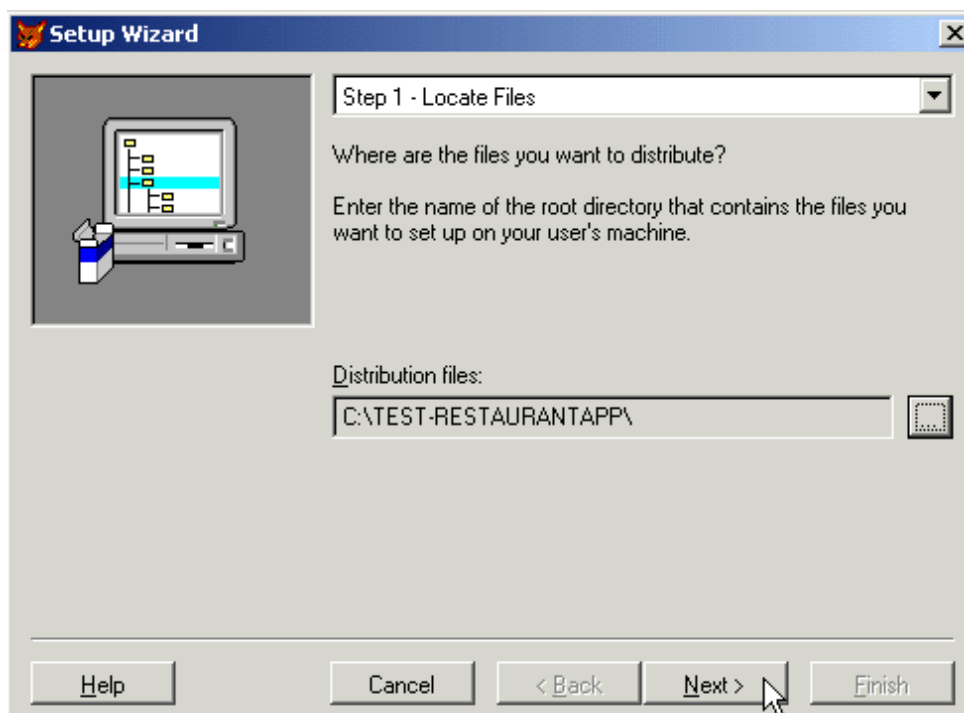 Setup Wizard
Step 1 - Locate Files
Where are the files you want to distribute?
Enter the name of the root directory that contains the files you
want to set up on your user's machine.
Distribution files:
C:\TEST-RESTAURANTAPP\
...
Help
Cancel
< Back
Next >
Finish